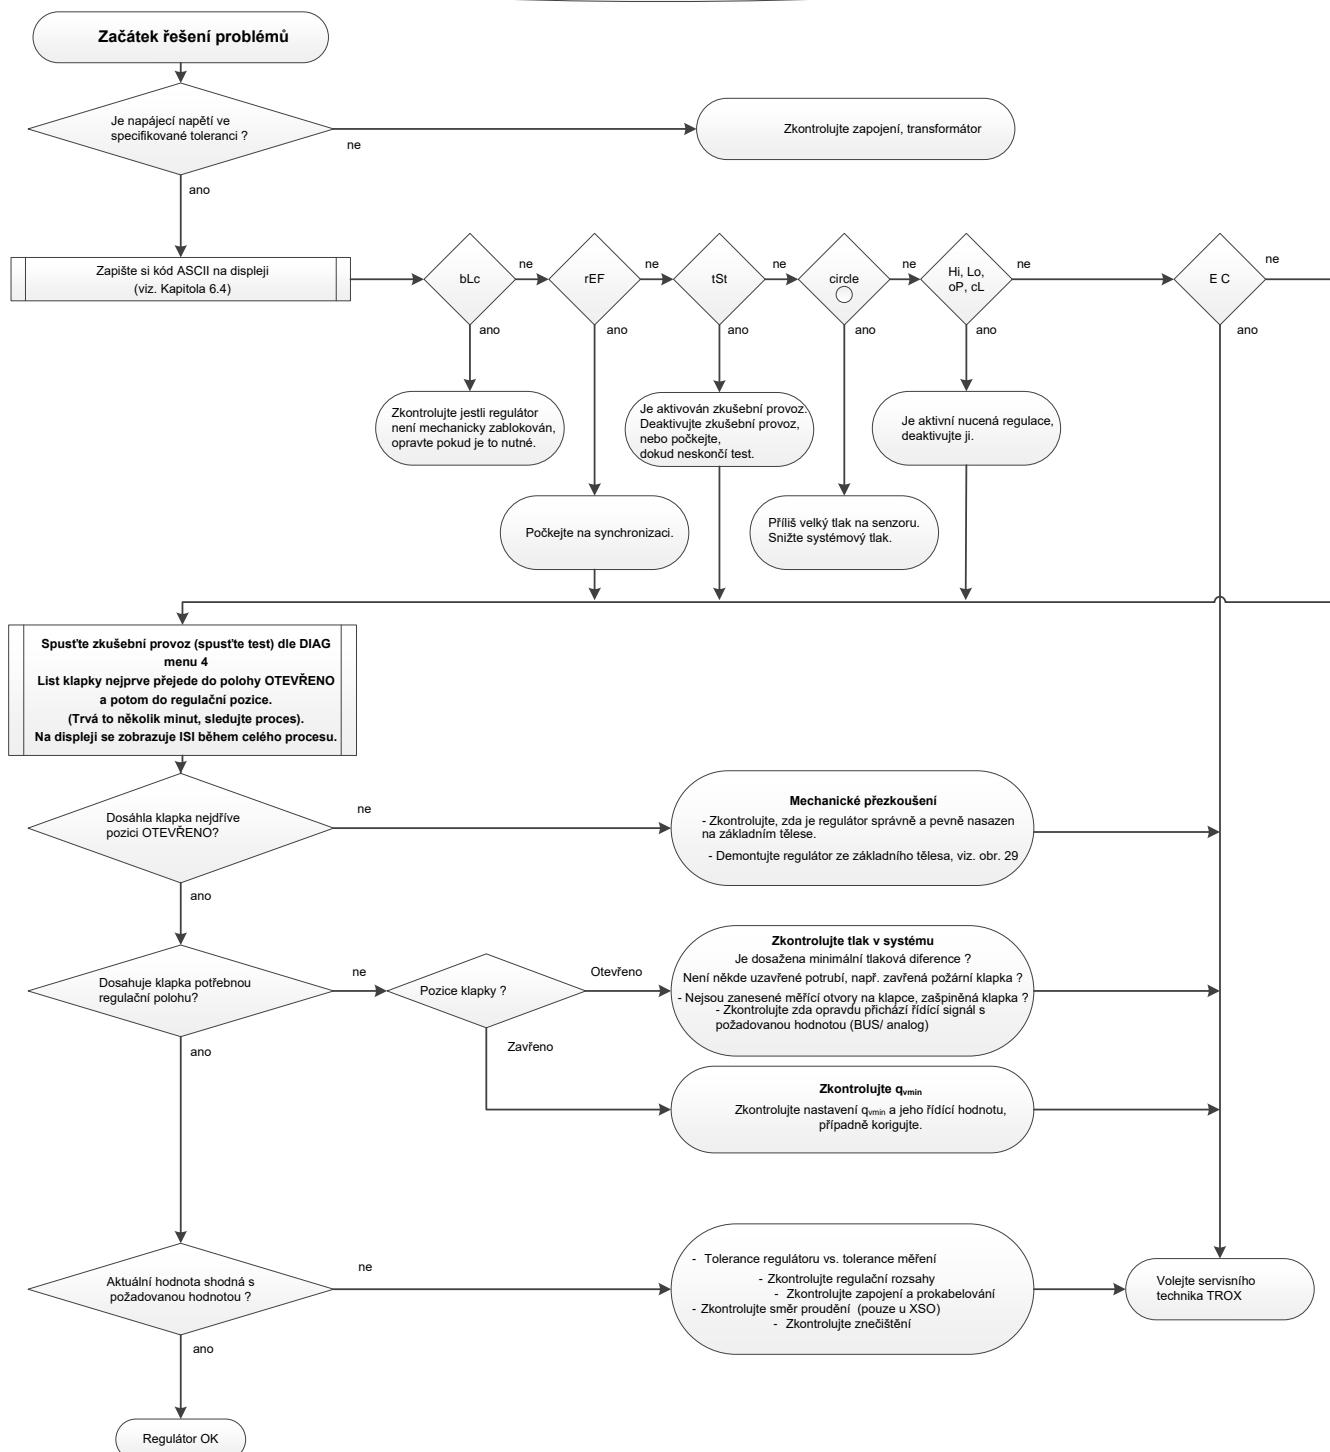 Začátek řešení problémů
Je napájecí napětí ve
specifikované toleranci ?
ne
Zkontrolujte zapojení, transformátor
ano
Zapište si kód ASCII na displeji
(viz. Kapitola 6.4)
bLc
ne
rEF
ne
tSt
ne
circle
ne
Hi, Lo,
oP, cL
ne
E C
ne
ano
ano
ano
ano
ano
ano
Zkontrolujte jestli regulátor
není mechanicky zablokován,
opravte pokud je to nutné.
Je aktivován zkušební provoz.
Deaktivujte zkušební provoz,
nebo počkejte,
dokud neskončí test.
Je aktivní nucená regulace,
deaktivujte ji.
Počkejte na synchronizaci.
Příliš velký tlak na senzoru.
Snižte systémový tlak.
Spusťte zkušební provoz (spusťte test) dle DIAG
menu 4
List klapky nejprve přejede do polohy OTEVŘENO
a potom do regulační pozice.
(Trvá to několik minut, sledujte proces).
Na displeji se zobrazuje ISI během celého procesu.
Dosáhla klapka nejdříve
pozici OTEVŘENO?
ne
Mechanické přezkoušení
- Zkontrolujte, zda je regulátor správně a pevně nasazen
na základním tělese.
- Demontujte regulátor ze základního tělesa, viz. obr. 29
ano
Dosahuje klapka potřebnou
regulační polohu?
ne
Pozice klapky ?
Otevřeno
Zkontrolujte tlak v systému
Je dosažena minimální tlaková diference ?
Není někde uzavřené potrubí, např. zavřená požární klapka ?
- Nejsou zanesené měřící otvory na klapce, zašpiněná klapka ?
- Zkontrolujte zda opravdu přichází řídící signál s
požadovanou hodnotou (BUS/ analog)
Zavřeno
ano
Zkontrolujte qvmin
Zkontrolujte nastavení qvmin a jeho řídící hodnotu,
případně korigujte.
Aktuální hodnota shodná s
požadovanou hodnotou ?
ne
- Tolerance regulátoru vs. tolerance měření
- Zkontrolujte regulační rozsahy
- Zkontrolujte zapojení a prokabelování
- Zkontrolujte směr proudění (pouze u XSO)
- Zkontrolujte znečištění
Volejte servisního
technika TROX
ano
Regulátor OK